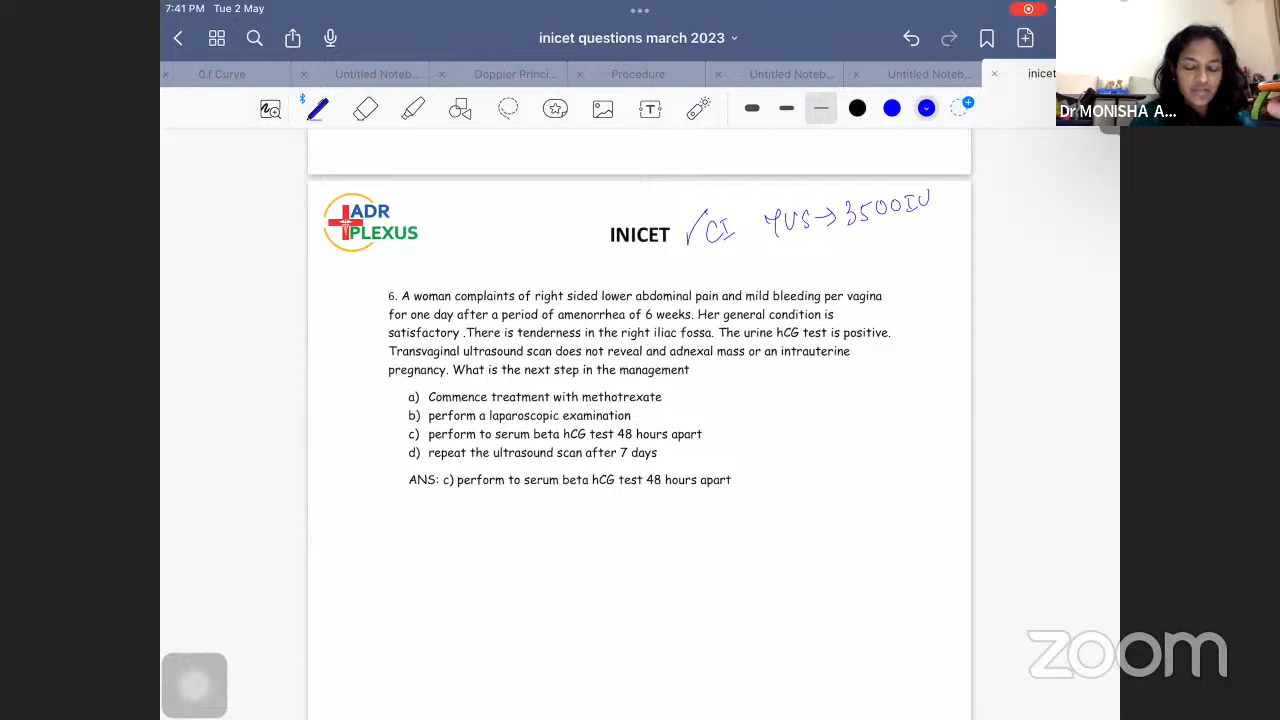 7:41 PM Tue 2 May
inicet questions march 2023
0.f Curve
Untitled Noteb...
Doppler Princi...
Procedure
Untitled Noteb...
Untitled Noteb...
inicet
Dr MONISHA A...
ADR
PLEXUS
INICET
CI TVS → 3500IU
6. A woman complaints of right sided lower abdominal pain and mild bleeding per vagina
for one day after a period of amenorrhea of 6 weeks. Her general condition is
satisfactory .There is tenderness in the right iliac fossa. The urine hCG test is positive.
Transvaginal ultrasound scan does not reveal and adnexal mass or an intrauterine
pregnancy. What is the next step in the management
a) Commence treatment with methotrexate
b) perform a laparoscopic examination
c) perform to serum beta hCG test 48 hours apart
d) repeat the ultrasound scan after 7 days
ANS: c) perform to serum beta hCG test 48 hours apart
zoom